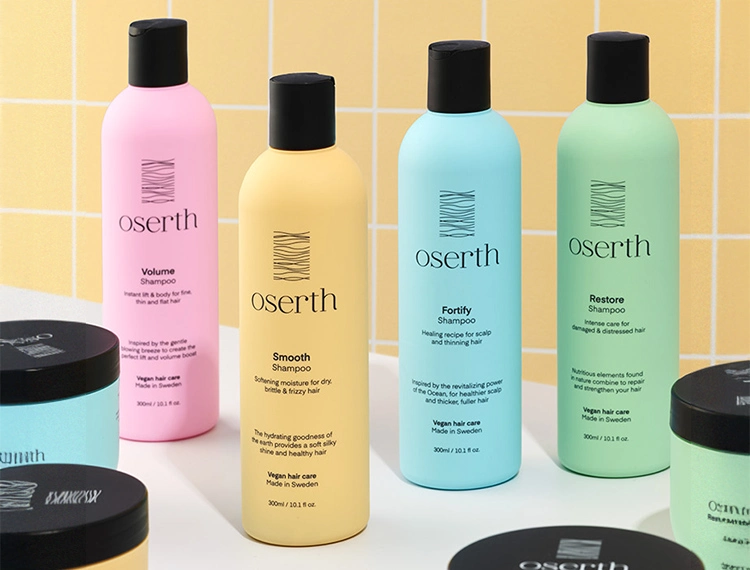 oserth
Volume
Shampoo
Instant lift & body for fine,
thin and flat hair
Inspired by the gentle
blowing breeze to create the
perfect lift and volume boost
Vegan hair care
Made in Sweden
300ml / 10.1 fl oz.
oserth
Smooth
Shampoo
Softening moisture for dry,
brittle & frizzy hair
The hydrating goodness of
the earth provides a soft silky
shine and healthy hair
Vegan hair care
Made in Sweden
300ml / 10.1 fl oz.
oserth
Fortify
Shampoo
Healing recipe for scalp
and thinning hair
Inspired by the revitalizing power
of the Ocean, for healthier scalp
and thicker, fuller hair
Vegan hair care
Made in Sweden
300ml / 10.1 fl oz.
oserth
Restore
Shampoo
Intense care for
damaged & distressed hair
Nutritious elements found
in nature combine to repair
and strengthen your hair
Vegan hair care
Made in Sweden
300ml / 10.1 fl oz.
oserth